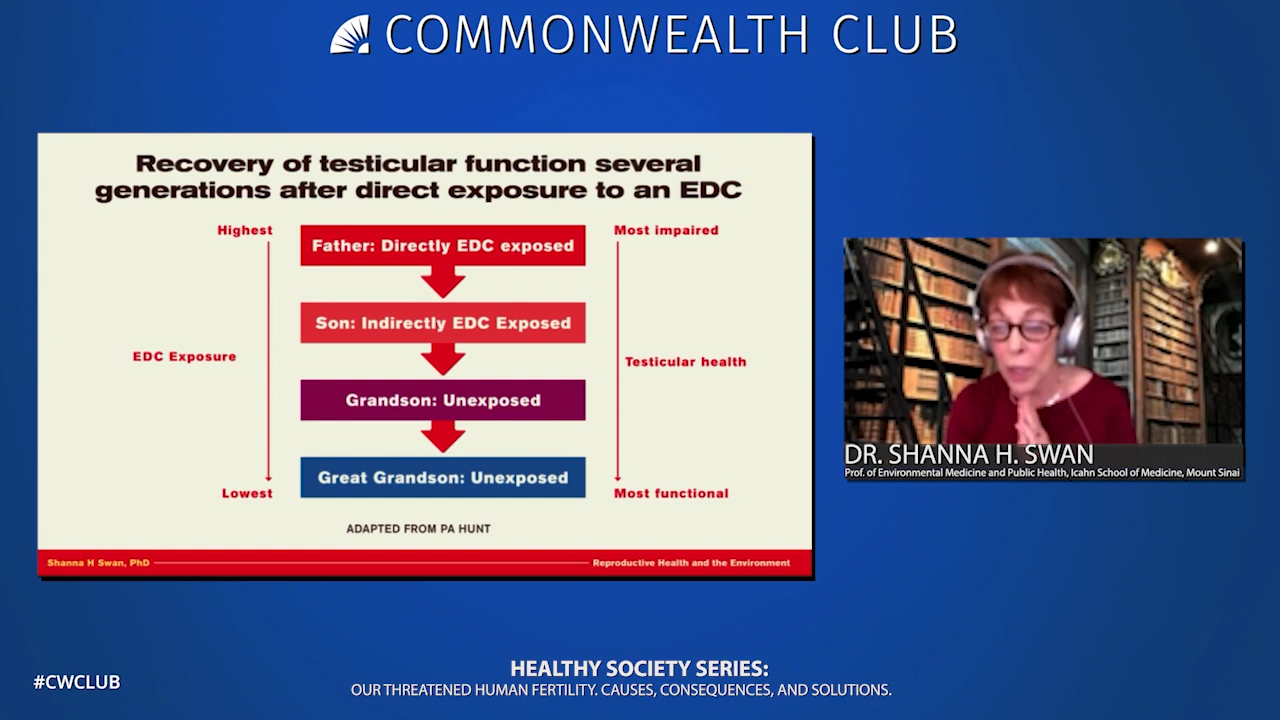 COMMONWEALTH CLUB
Recovery of testicular function several
generations after direct exposure to an EDC
Highest
Most impaired
Father: Directly EDC exposed
Son: Indirectly EDC Exposed
EDC Exposure
Testicular health
Grandson: Unexposed
Great Grandson: Unexposed
Lowest
Most functional
ADAPTED FROM PA HUNT
Shanna H Swan, PhD
Reproductive Health and the Environment
DR. SHANNA H. SWAN
Prof. of Environmental Medicine and Public Health, Icahn School of Medicine, Mount Sinai
#CWCLUB
HEALTHY SOCIETY SERIES:
OUR THREATENED HUMAN FERTILITY. CAUSES, CONSEQUENCES, AND SOLUTIONS.